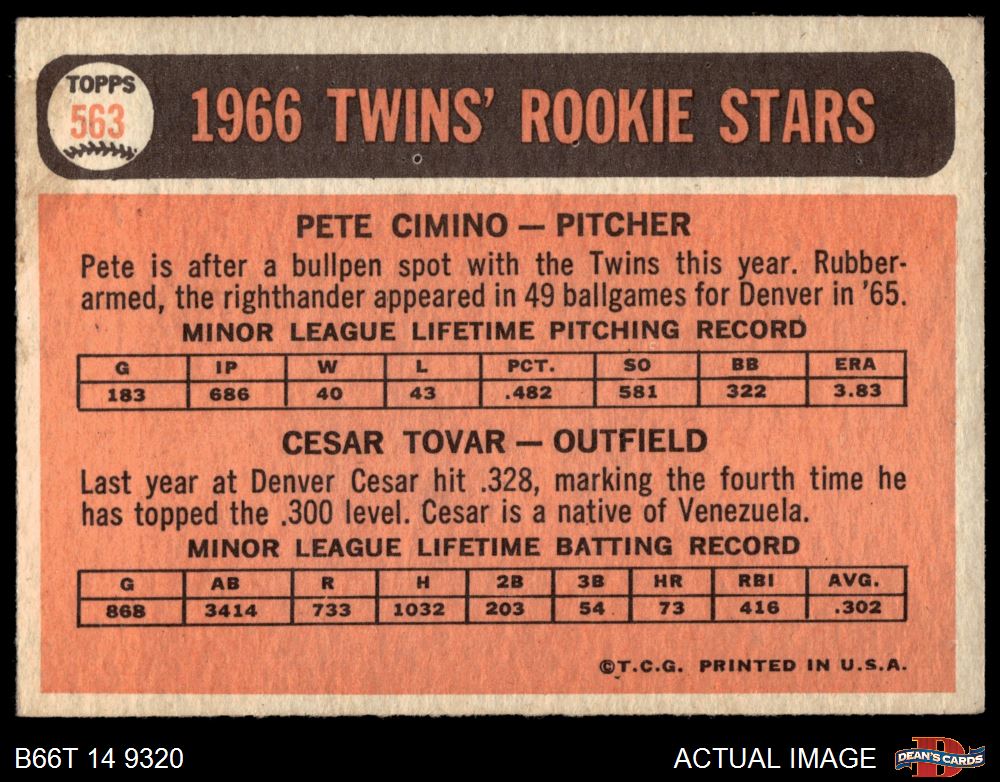 TOPPS
563
1966 TWINS' ROOKIE STARS
PETE CIMINO — PITCHER
Pete is after a bullpen spot with the Twins this year. Rubber-
armed, the righthander appeared in 49 ballgames for Denver in '65.
MINOR LEAGUE LIFETIME PITCHING RECORD
G IP W L PCT. SO BB ERA
183 686 40 43 .482 581 322 3.83
CESAR TOVAR — OUTFIELD
Last year at Denver Cesar hit .328, marking the fourth time he
has topped the .300 level. Cesar is a native of Venezuela.
MINOR LEAGUE LIFETIME BATTING RECORD
G AB R H 2B 3B HR RBI AVG.
868 3414 733 1032 203 54 73 416 .302
©T.C.G. PRINTED IN U.S.A.
B66T 14 9320
ACTUAL IMAGE
D
DEAN'S CARDS